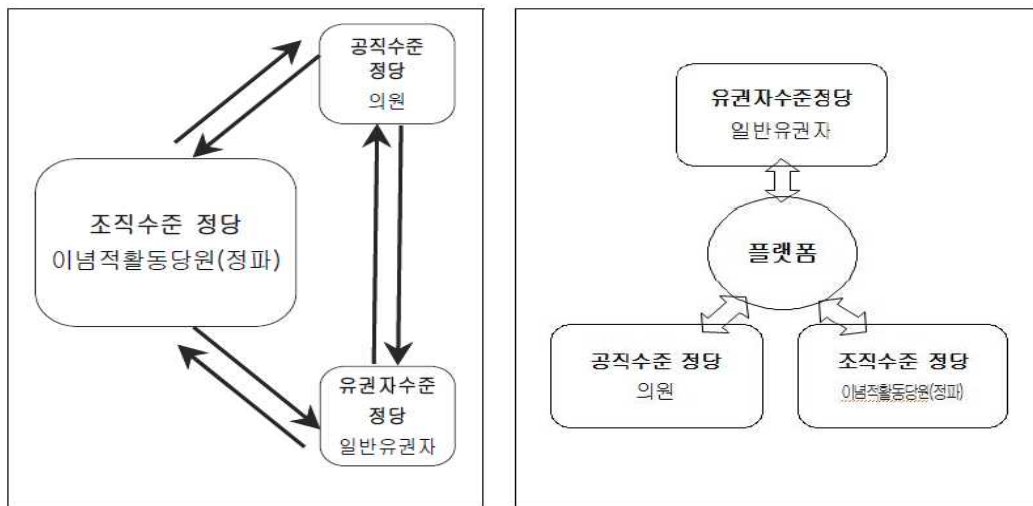 공직수준
정당
의원
조직수준 정당
이념적활동당원(정파)
유권자수준
정당
일반유권자
유권자수준정당
일반유권자
플랫폼
공직수준 정당
의원
조직수준 정당
이념적활동당원(정파)